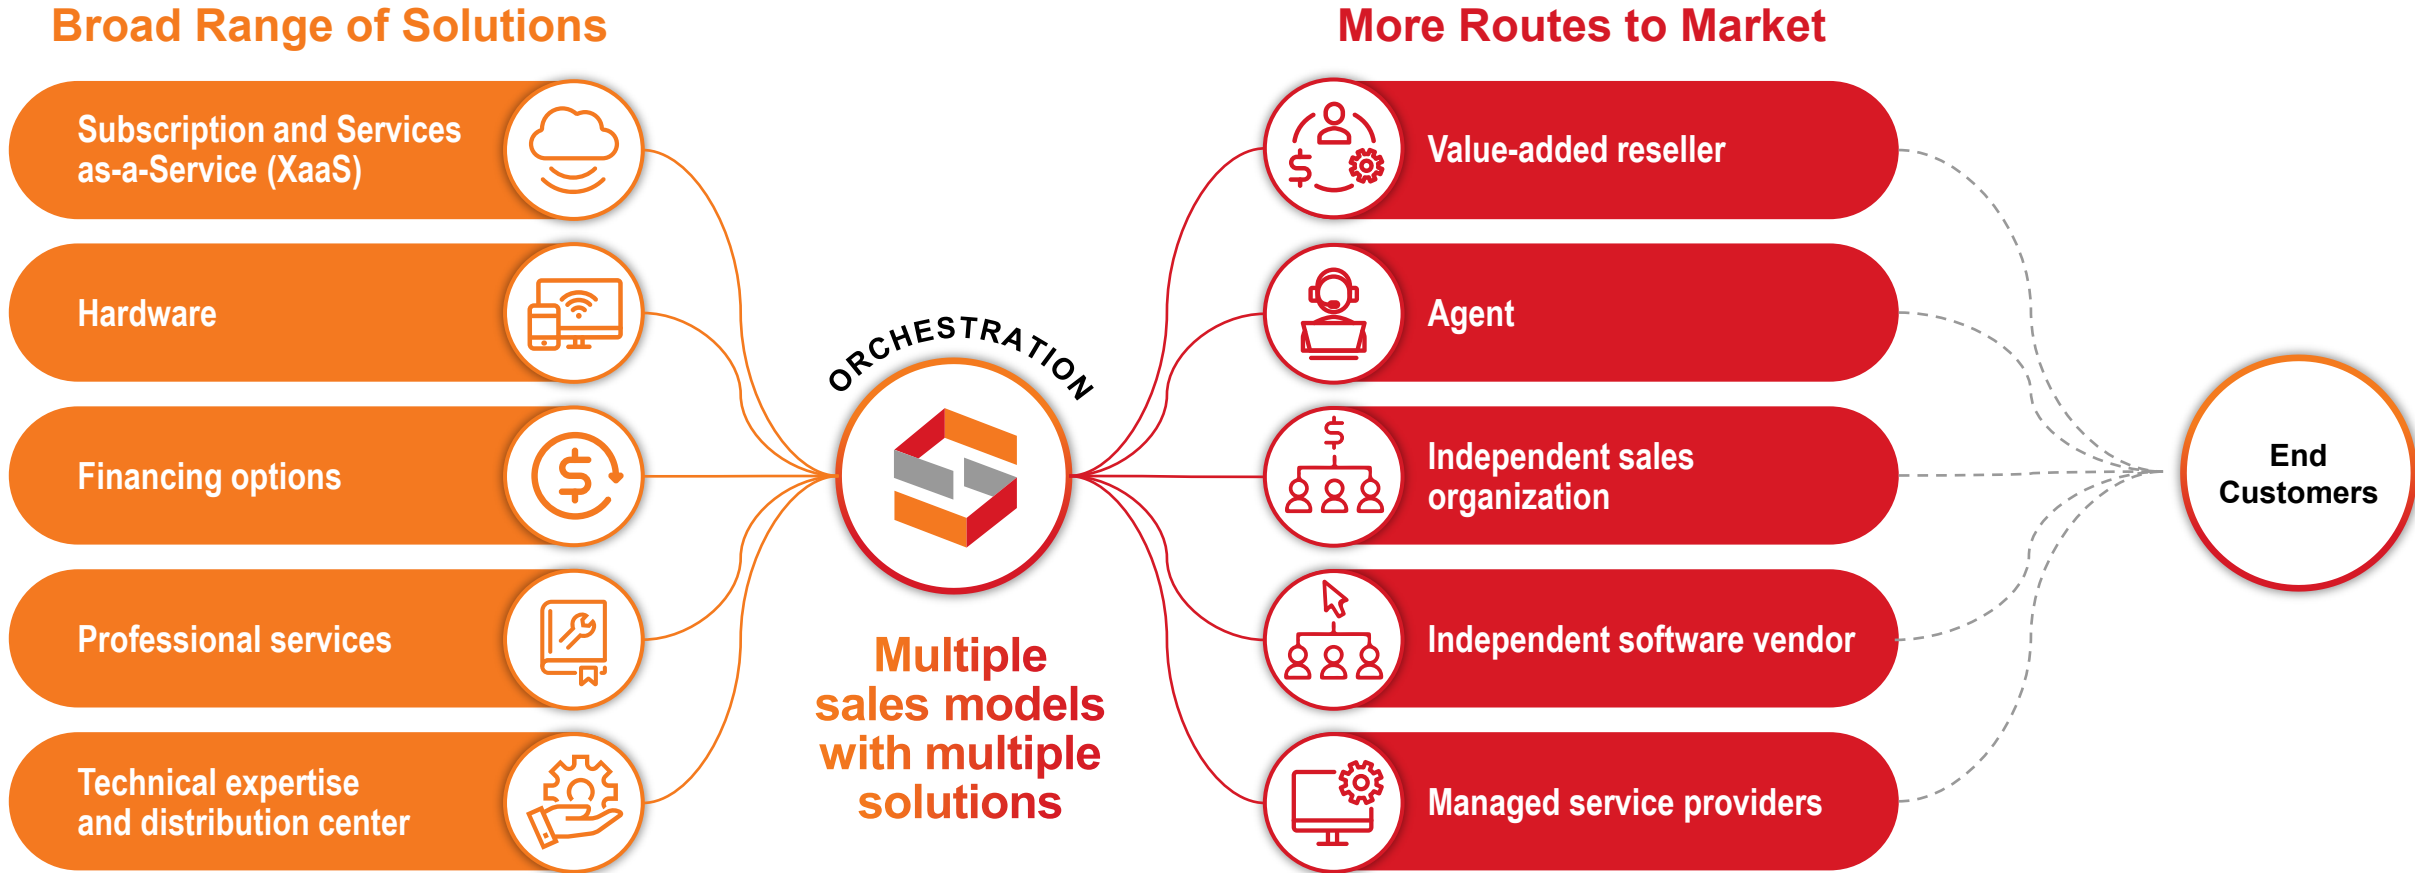 Broad Range of Solutions
Subscription and Services
as-a-Service (XaaS)
Hardware
Financing options
Professional services
Technical expertise
and distribution center
ORCHESTRATION
Multiple
sales models
with multiple
solutions
More Routes to Market
Value-added reseller
Agent
Independent sales
organization
Independent software vendor
Managed service providers
End
Customers